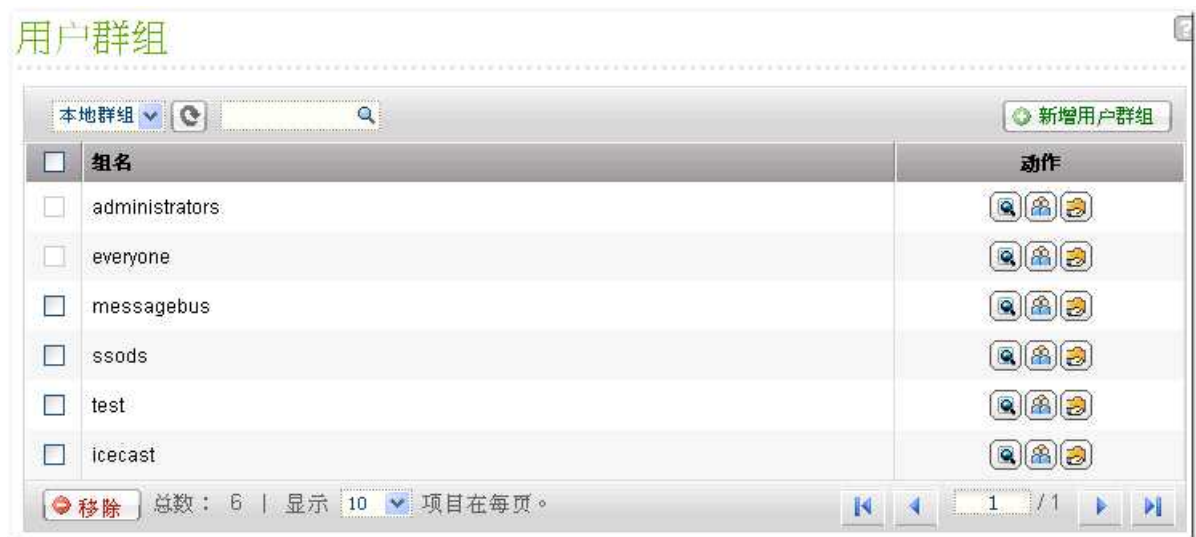 用户群组
本地群组
新增用户群组
组名 动作
administrators
everyone
messagebus
ssods
test
icecast
移除 总数： 6 | 显示 10 项目在每页。 1 /1